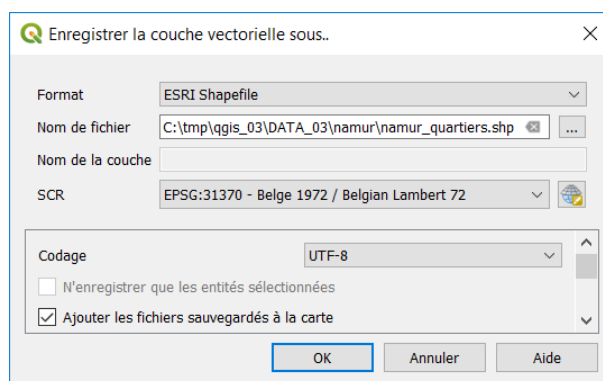 Enregistrer la couche vectorielle sous..
Format ESRI Shapefile
Nom de fichier C:\tmp\qgis_03\DATA_03\namur\namur_quartiers.shp ...
Nom de la couche
SCR EPSG:31370 - Belge 1972 / Belgian Lambert 72
Codage UTF-8
N'enregistrer que les entités sélectionnées
Ajouter les fichiers sauvegardés à la carte
OK Annuler Aide